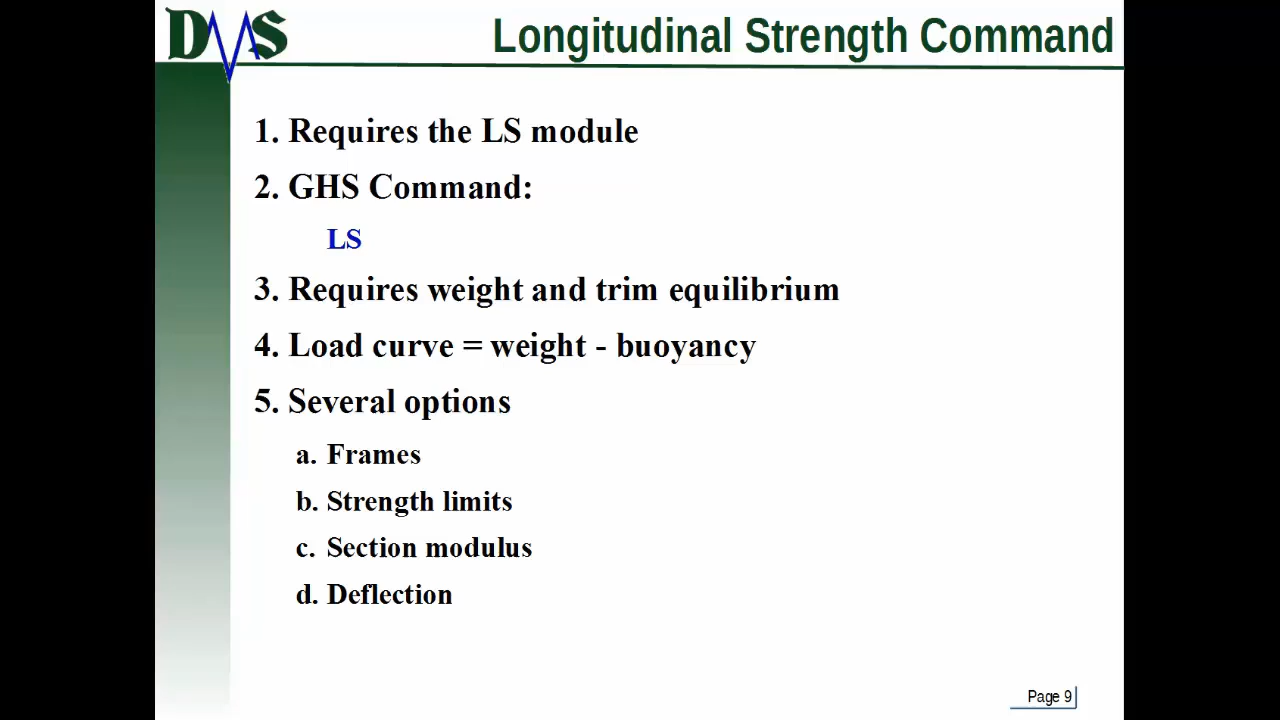 DMS
Longitudinal Strength Command
1. Requires the LS module
2. GHS Command:
LS
3. Requires weight and trim equilibrium
4. Load curve = weight - buoyancy
5. Several options
a. Frames
b. Strength limits
c. Section modulus
d. Deflection
Page 9